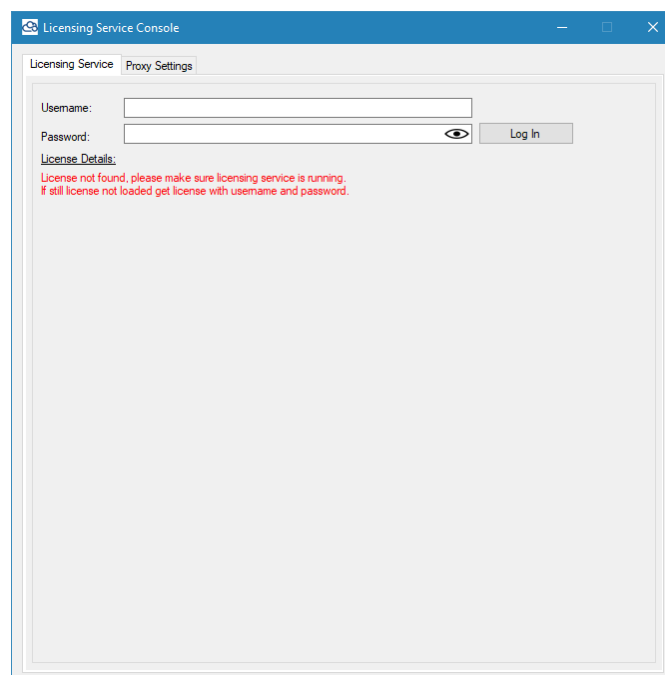 Licensing Service Console
Licensing Service Proxy Settings
Username:
Password: Log In
License Details:
License not found, please make sure licensing service is running.
If still license not loaded get license with username and password.